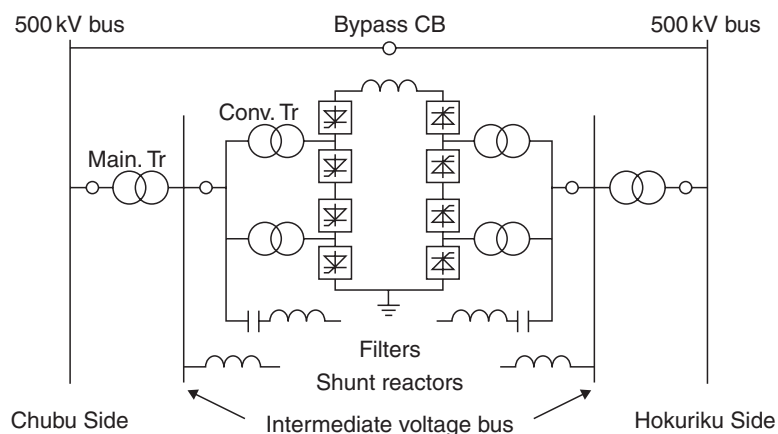 500 kV bus
Bypass CB
500 kV bus
Conv. Tr
Main. Tr
Filters
Shunt reactors
Chubu Side
Intermediate voltage bus
Hokuriku Side